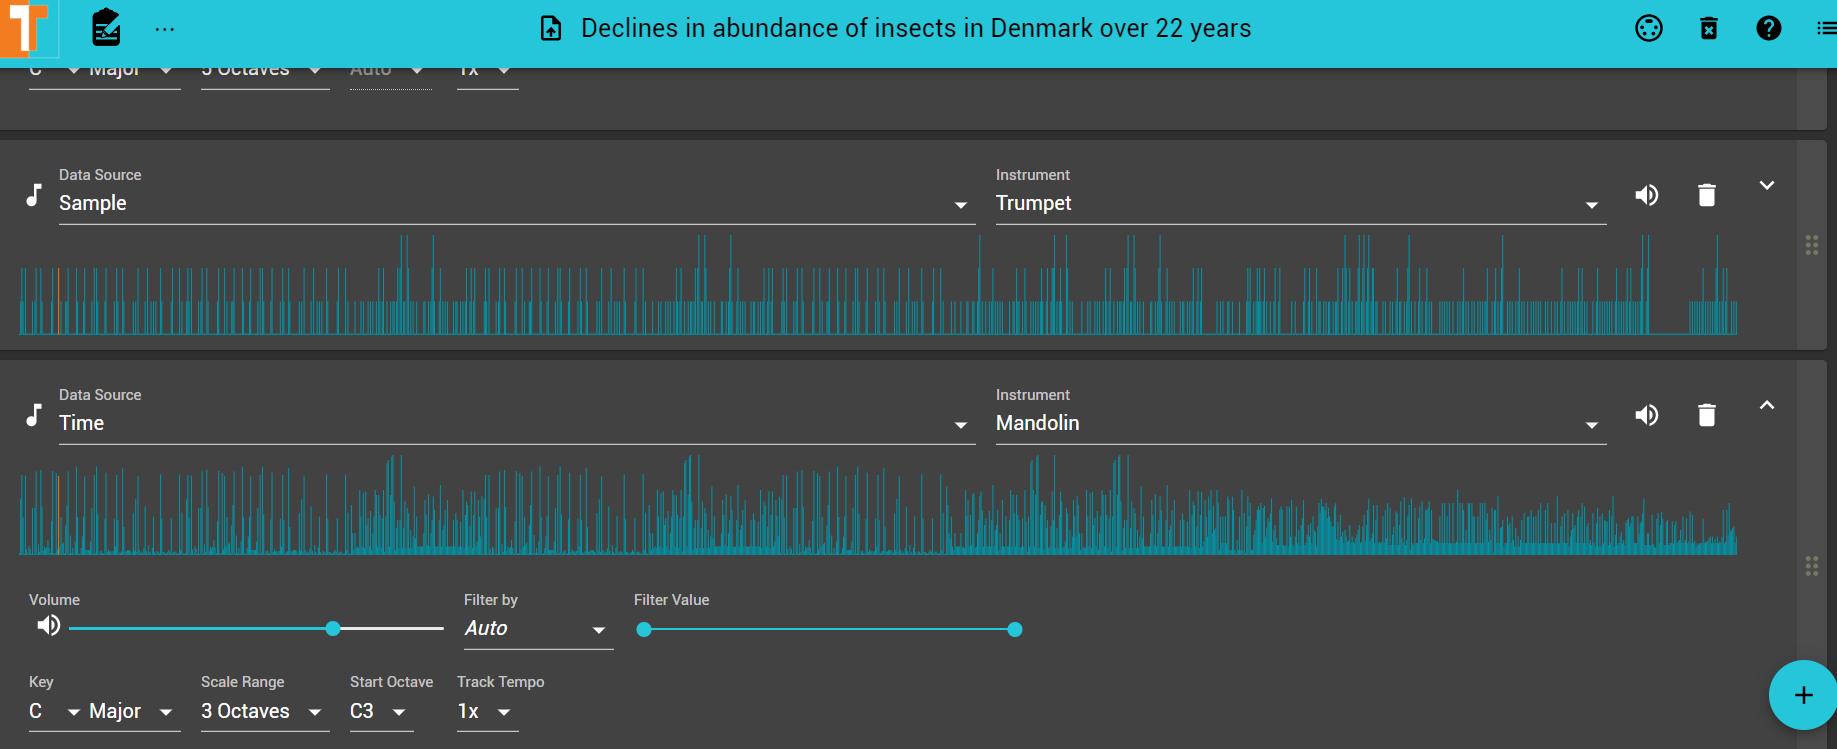 T
...
Declines in abundance of insects in Denmark over 22 years
C Major 5 Octaves Auto 1x
Data Source
Sample
Instrument
Trumpet
Data Source
Time
Instrument
Mandolin
Volume
Filter by
Auto
Filter Value
Key
Scale Range
Start Octave
Track Tempo
C
Major
3 Octaves
C3
1x